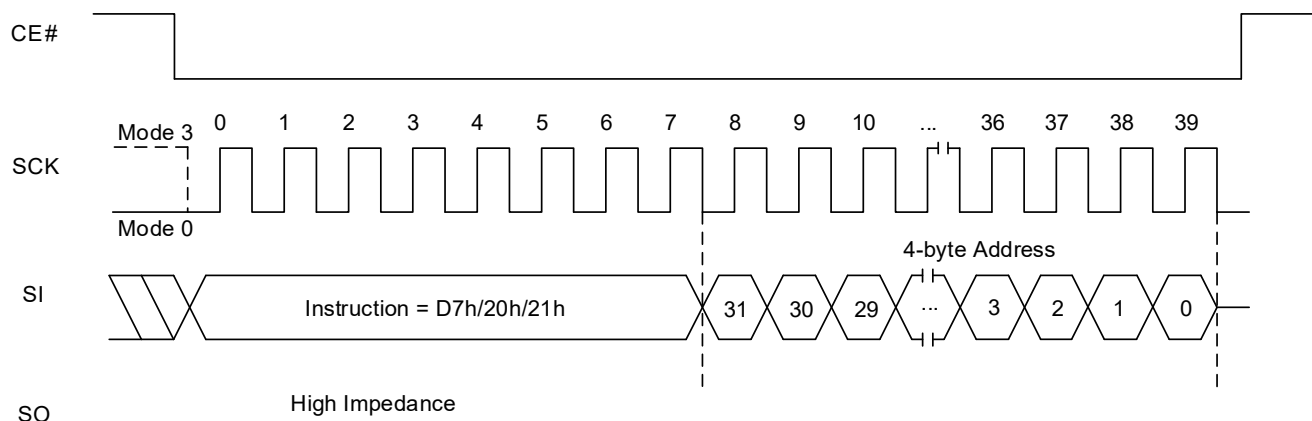 CE#
Mode 3 0 1 2 3 4 5 6 7 8 9 10 ... 36 37 38 39
SCK
Mode 0
4-byte Address
SI Instruction = D7h/20h/21h 31 30 29 ... 3 2 1 0
High Impedance
SO